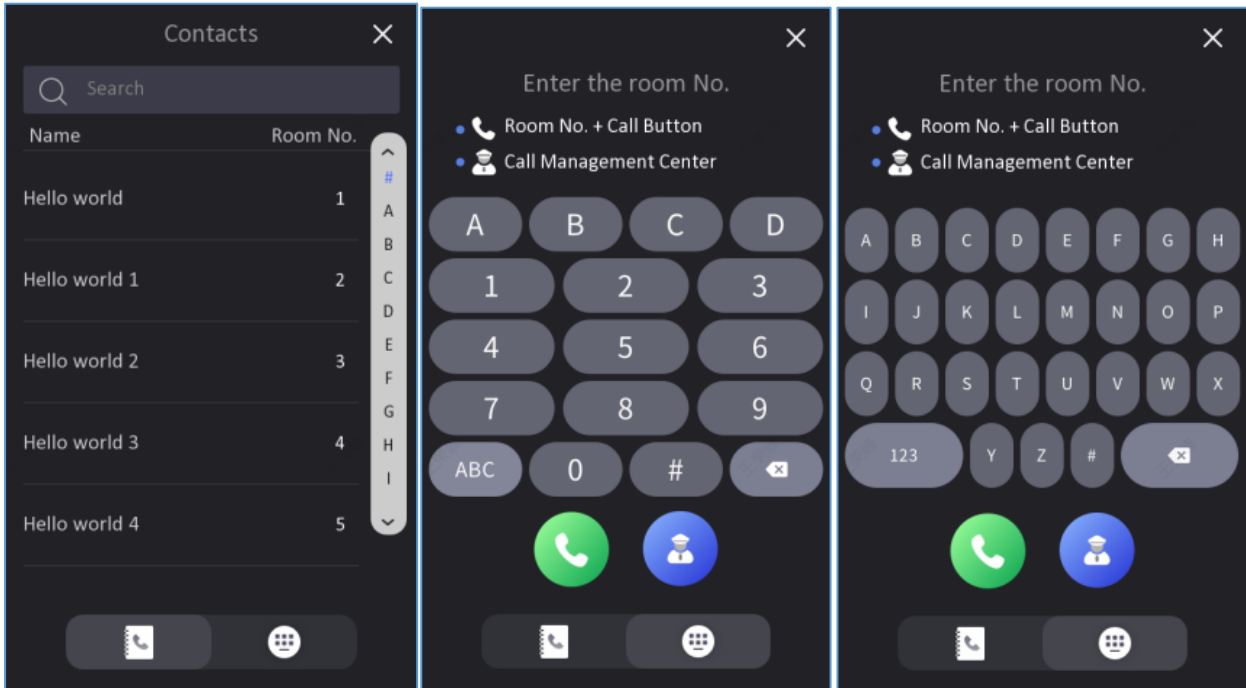 Contacts
Search
Name Room No.
Hello world 1
Hello world 1 2
Hello world 2 3
Hello world 3 4
Hello world 4 5
#
A
B
C
D
E
F
G
H
I
Enter the room No.
Room No. + Call Button
Call Management Center
A B C D
1 2 3
4 5 6
7 8 9
ABC 0 #
Enter the room No.
Room No. + Call Button
Call Management Center
A B C D E F G H
I J K L M N O P
Q R S T U V W X
123 Y Z #